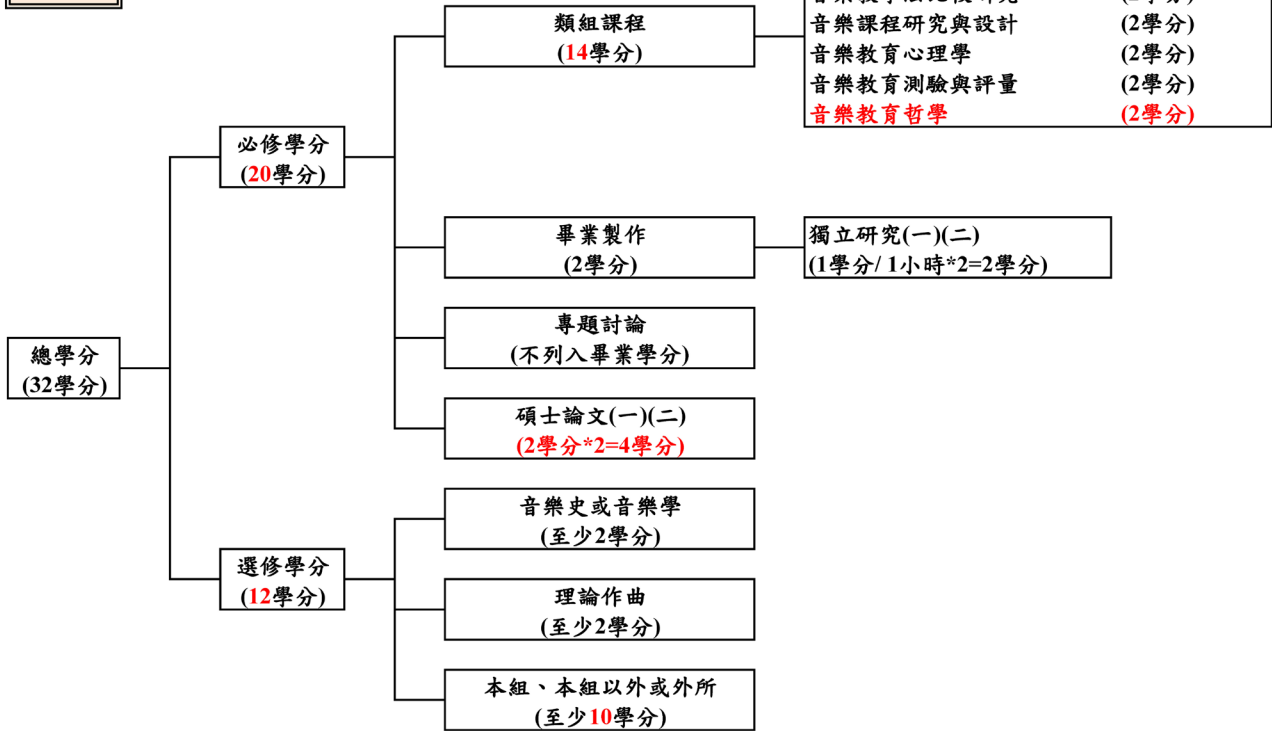 類組課程
(14學分)
音樂課程研究與設計 (2學分)
音樂教育心理學 (2學分)
音樂教育測驗與評量 (2學分)
音樂教育哲學 (2學分)
必修學分
(20學分)
畢業製作
(2學分)
獨立研究(一)(二)
(1學分/ 1小時*2=2學分)
專題討論
(不列入畢業學分)
總學分
(32學分)
碩士論文(一)(二)
(2學分*2=4學分)
音樂史或音樂學
(至少2學分)
選修學分
(12學分)
理論作曲
(至少2學分)
本組、本組以外或外所
(至少10學分)